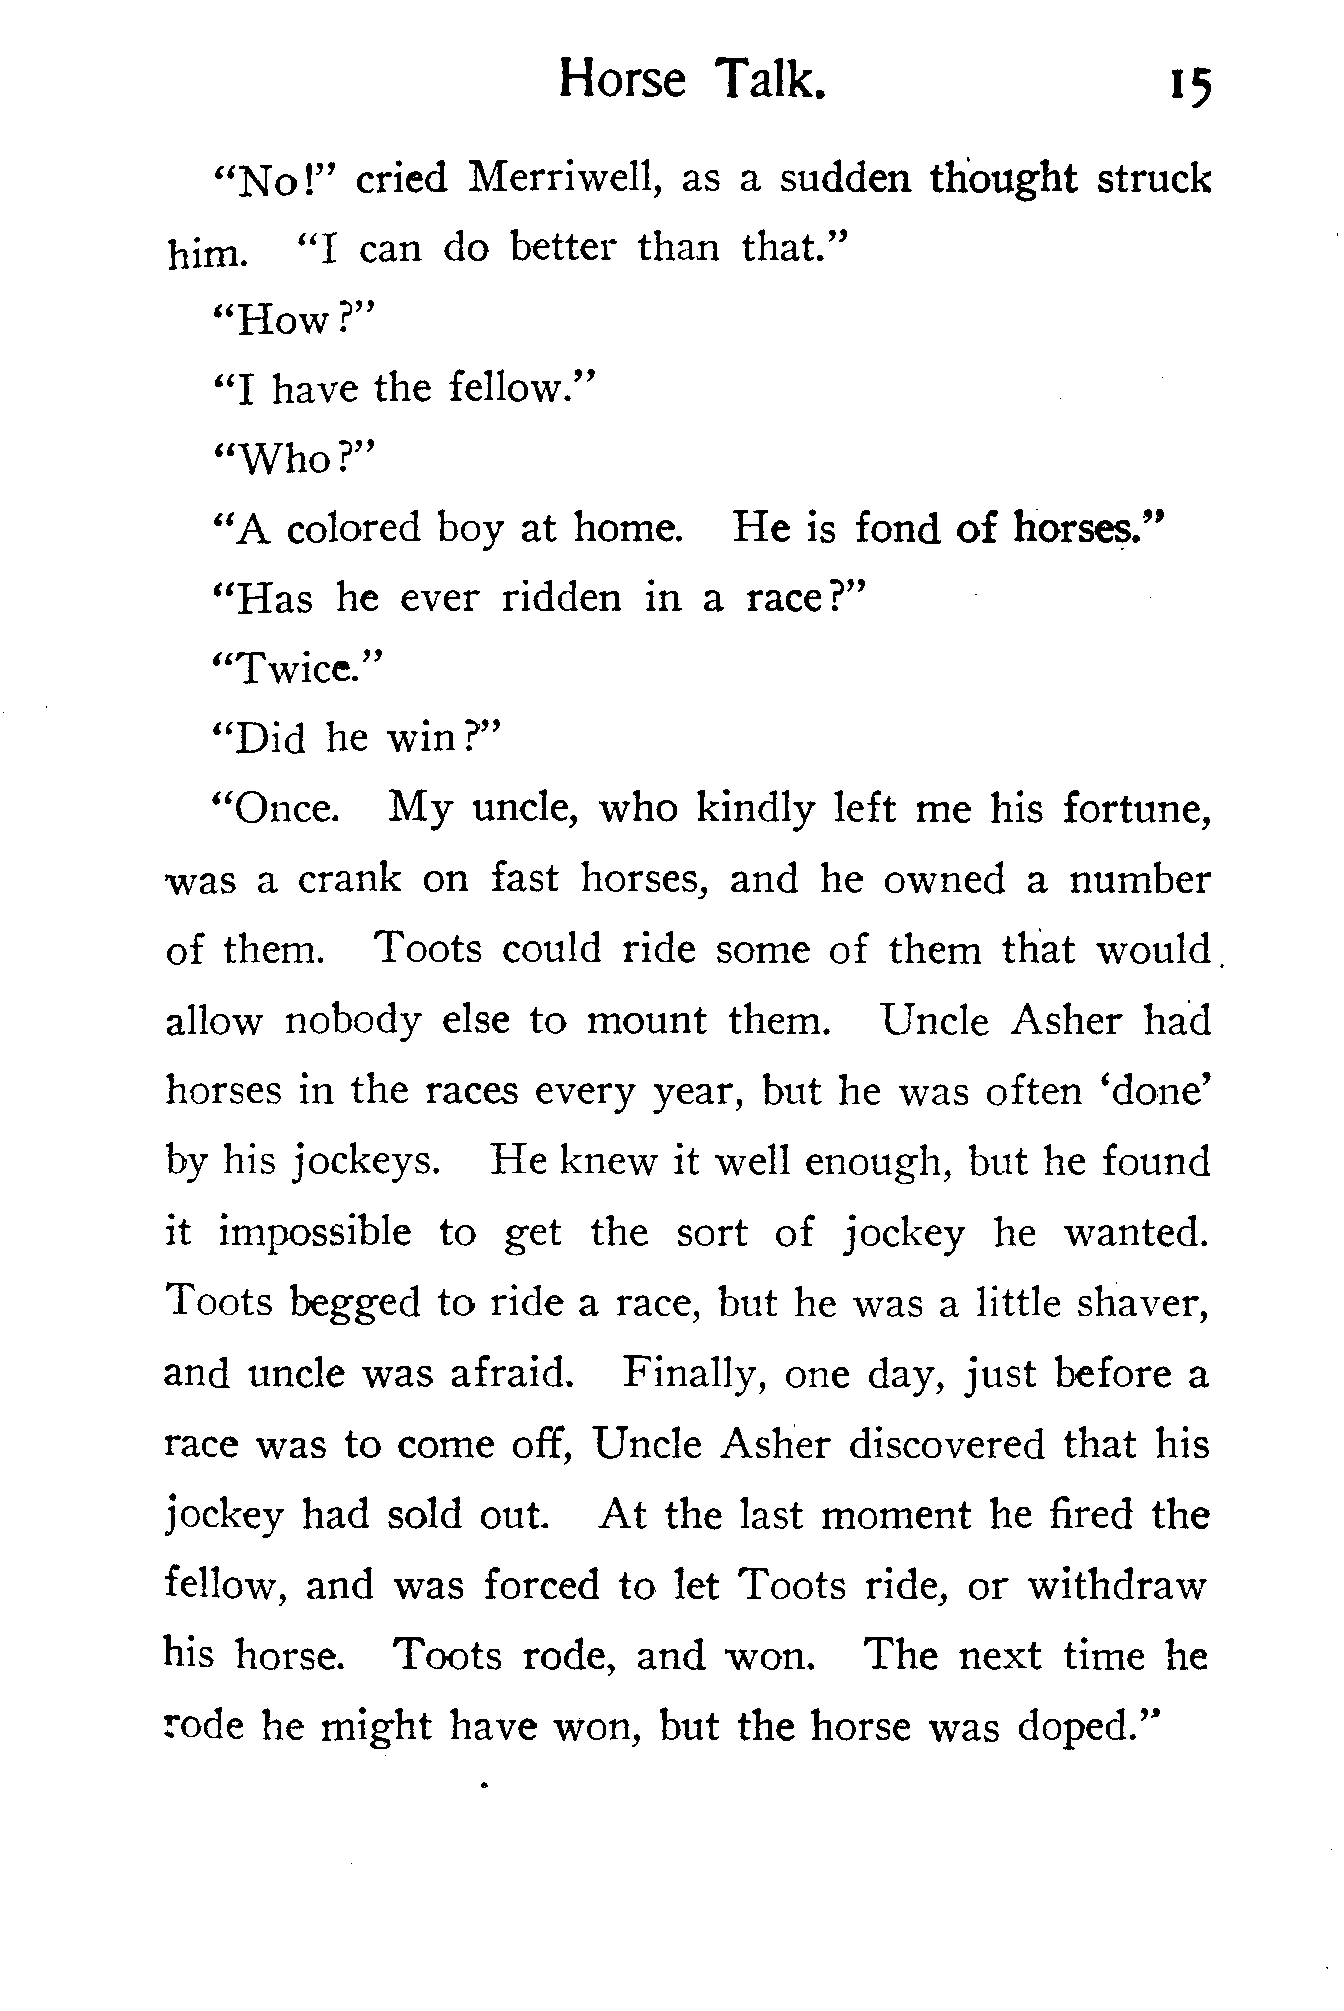 Horse Talk. 15
“No!” cried Merriwell, as a sudden thought struck
him. “I can do better than that.”
“How?”
“I have the fellow.”
“Who?”
“A colored boy at home. He is fond of horses.”
“Has he ever ridden in a race?”
“Twice.”
“Did he win?”
“Once. My uncle, who kindly left me his fortune,
was a crank on fast horses, and he owned a number
of them. Toots could ride some of them that would
allow nobody else to mount them. Uncle Asher had
horses in the races every year, but he was often ‘done’
by his jockeys. He knew it well enough, but he found
it impossible to get the sort of jockey he wanted.
Toots begged to ride a race, but he was a little shaver,
and uncle was afraid. Finally, one day, just before a
race was to come off, Uncle Asher discovered that his
jockey had sold out. At the last moment he fired the
fellow, and was forced to let Toots ride, or withdraw
his horse. Toots rode, and won. The next time he
rode he might have won, but the horse was doped.”